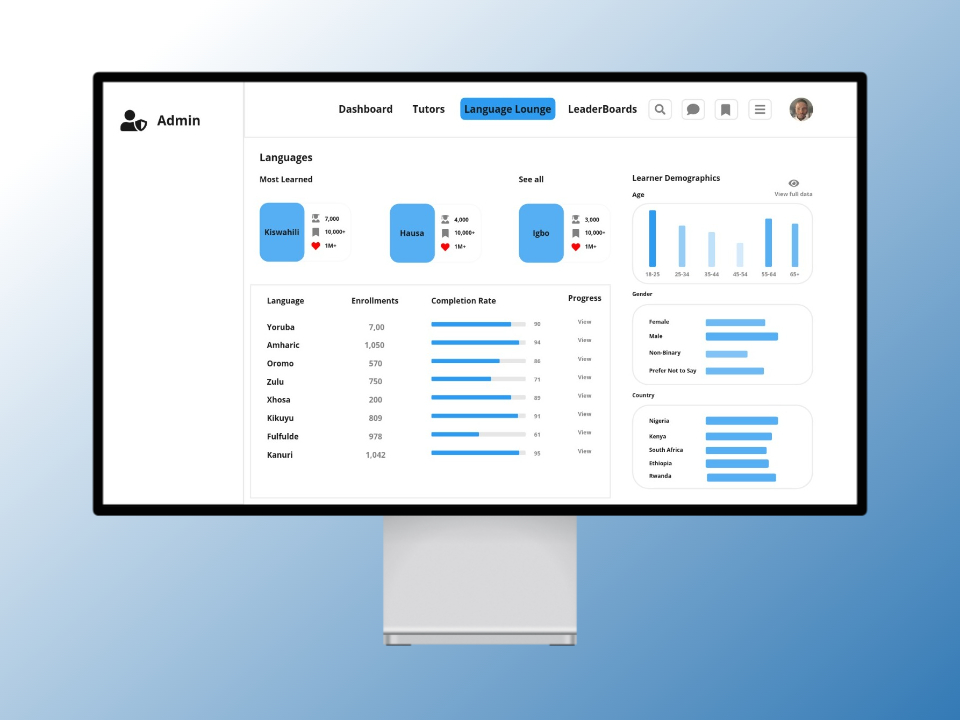 Admin
Dashboard Tutors Language Lounge LeaderBoards
Languages
Most Learned See all
Kiswahili 7,000 10,000+ 1M+
Hausa 4,000 10,000+ 1M+
Igbo 3,000 10,000+ 1M+
Language Enrollments Completion Rate Progress
Yoruba 7,00 90 View
Amharic 1,050 94 View
Oromo 570 86 View
Zulu 750 71 View
Xhosa 200 89 View
Kikuyu 809 91 View
Fulfulde 978 61 View
Kanuri 1,042 95 View
Learner Demographics
View full data
Age
18-25 25-34 35-44 45-54 55-64 65+
Gender
Female
Male
Non-Binary
Prefer Not to Say
Country
Nigeria
Kenya
South Africa
Ethiopia
Rwanda